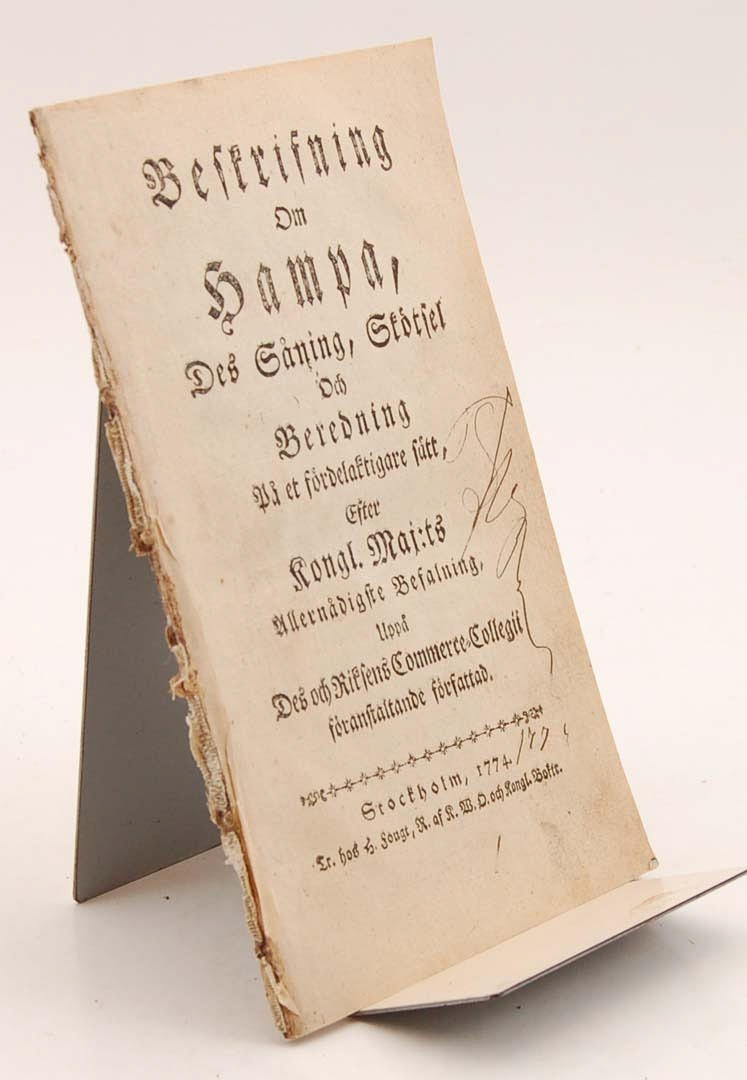 Beskrifning
Om
Hampa,
Des Såning, Skötsel
Och
Beredning
På et fördelaktigare sätt,
Efter
Kongl. Maj:ts
Allernådigste Befalning,
Uppå
Des och Riksens Commerce-Collegii
föranstaltande författad.
Stockholm, 1774.
Tr. hos H. Fougt, R. af K. W. O. och Kongl. Boktr.